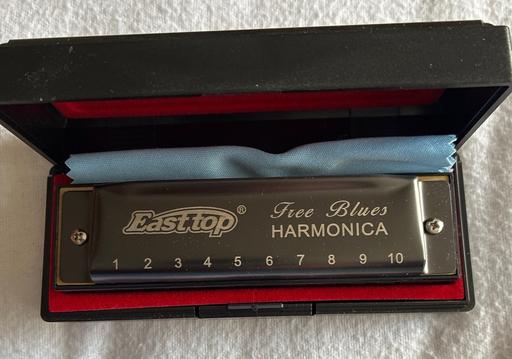 Easttop®
Free Blues
HARMONICA
1 2 3 4 5 6 7 8 9 10